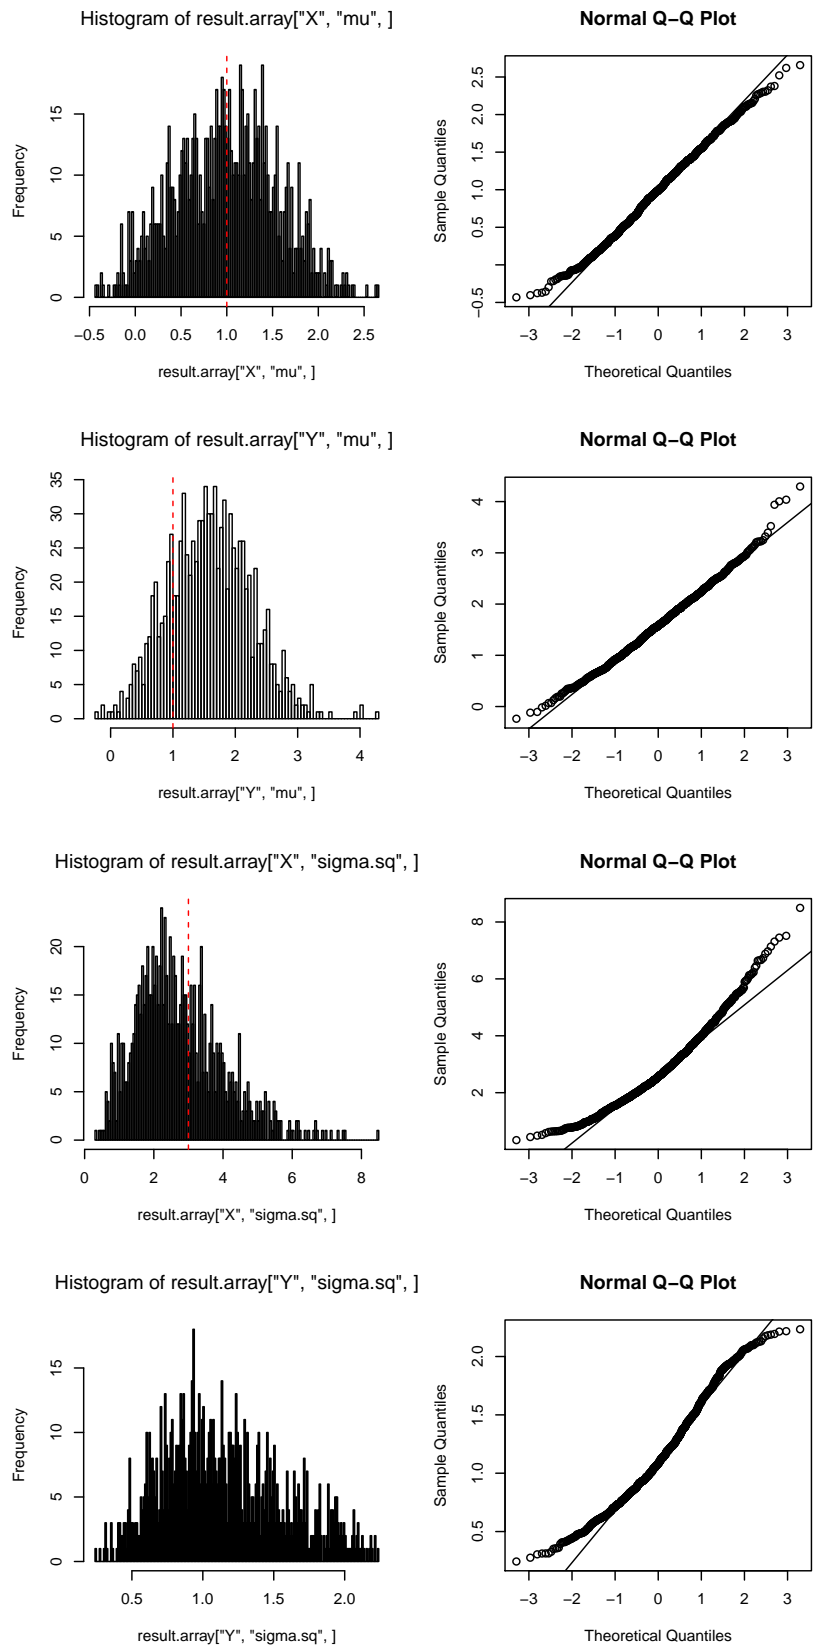 Histogram of result.array["X", "mu", ]
Frequency
0 5 10 15
−0.5 0.0 0.5 1.0 1.5 2.0 2.5
result.array["X", "mu", ]
Normal Q−Q Plot
Sample Quantiles
−0.5 0.5 1.0 1.5 2.0 2.5
−3 −2 −1 0 1 2 3
Theoretical Quantiles
Histogram of result.array["Y", "mu", ]
Frequency
0 5 10 15 20 25 30 35
0 1 2 3 4
result.array["Y", "mu", ]
Normal Q−Q Plot
Sample Quantiles
0 1 2 3 4
−3 −2 −1 0 1 2 3
Theoretical Quantiles
Histogram of result.array["X", "sigma.sq", ]
Frequency
0 5 10 15 20
0 2 4 6 8
result.array["X", "sigma.sq", ]
Normal Q−Q Plot
Sample Quantiles
2 4 6 8
−3 −2 −1 0 1 2 3
Theoretical Quantiles
Histogram of result.array["Y", "sigma.sq", ]
Frequency
0 5 10 15
0.5 1.0 1.5 2.0
result.array["Y", "sigma.sq", ]
Normal Q−Q Plot
Sample Quantiles
0.5 1.0 1.5 2.0
−3 −2 −1 0 1 2 3
Theoretical Quantiles